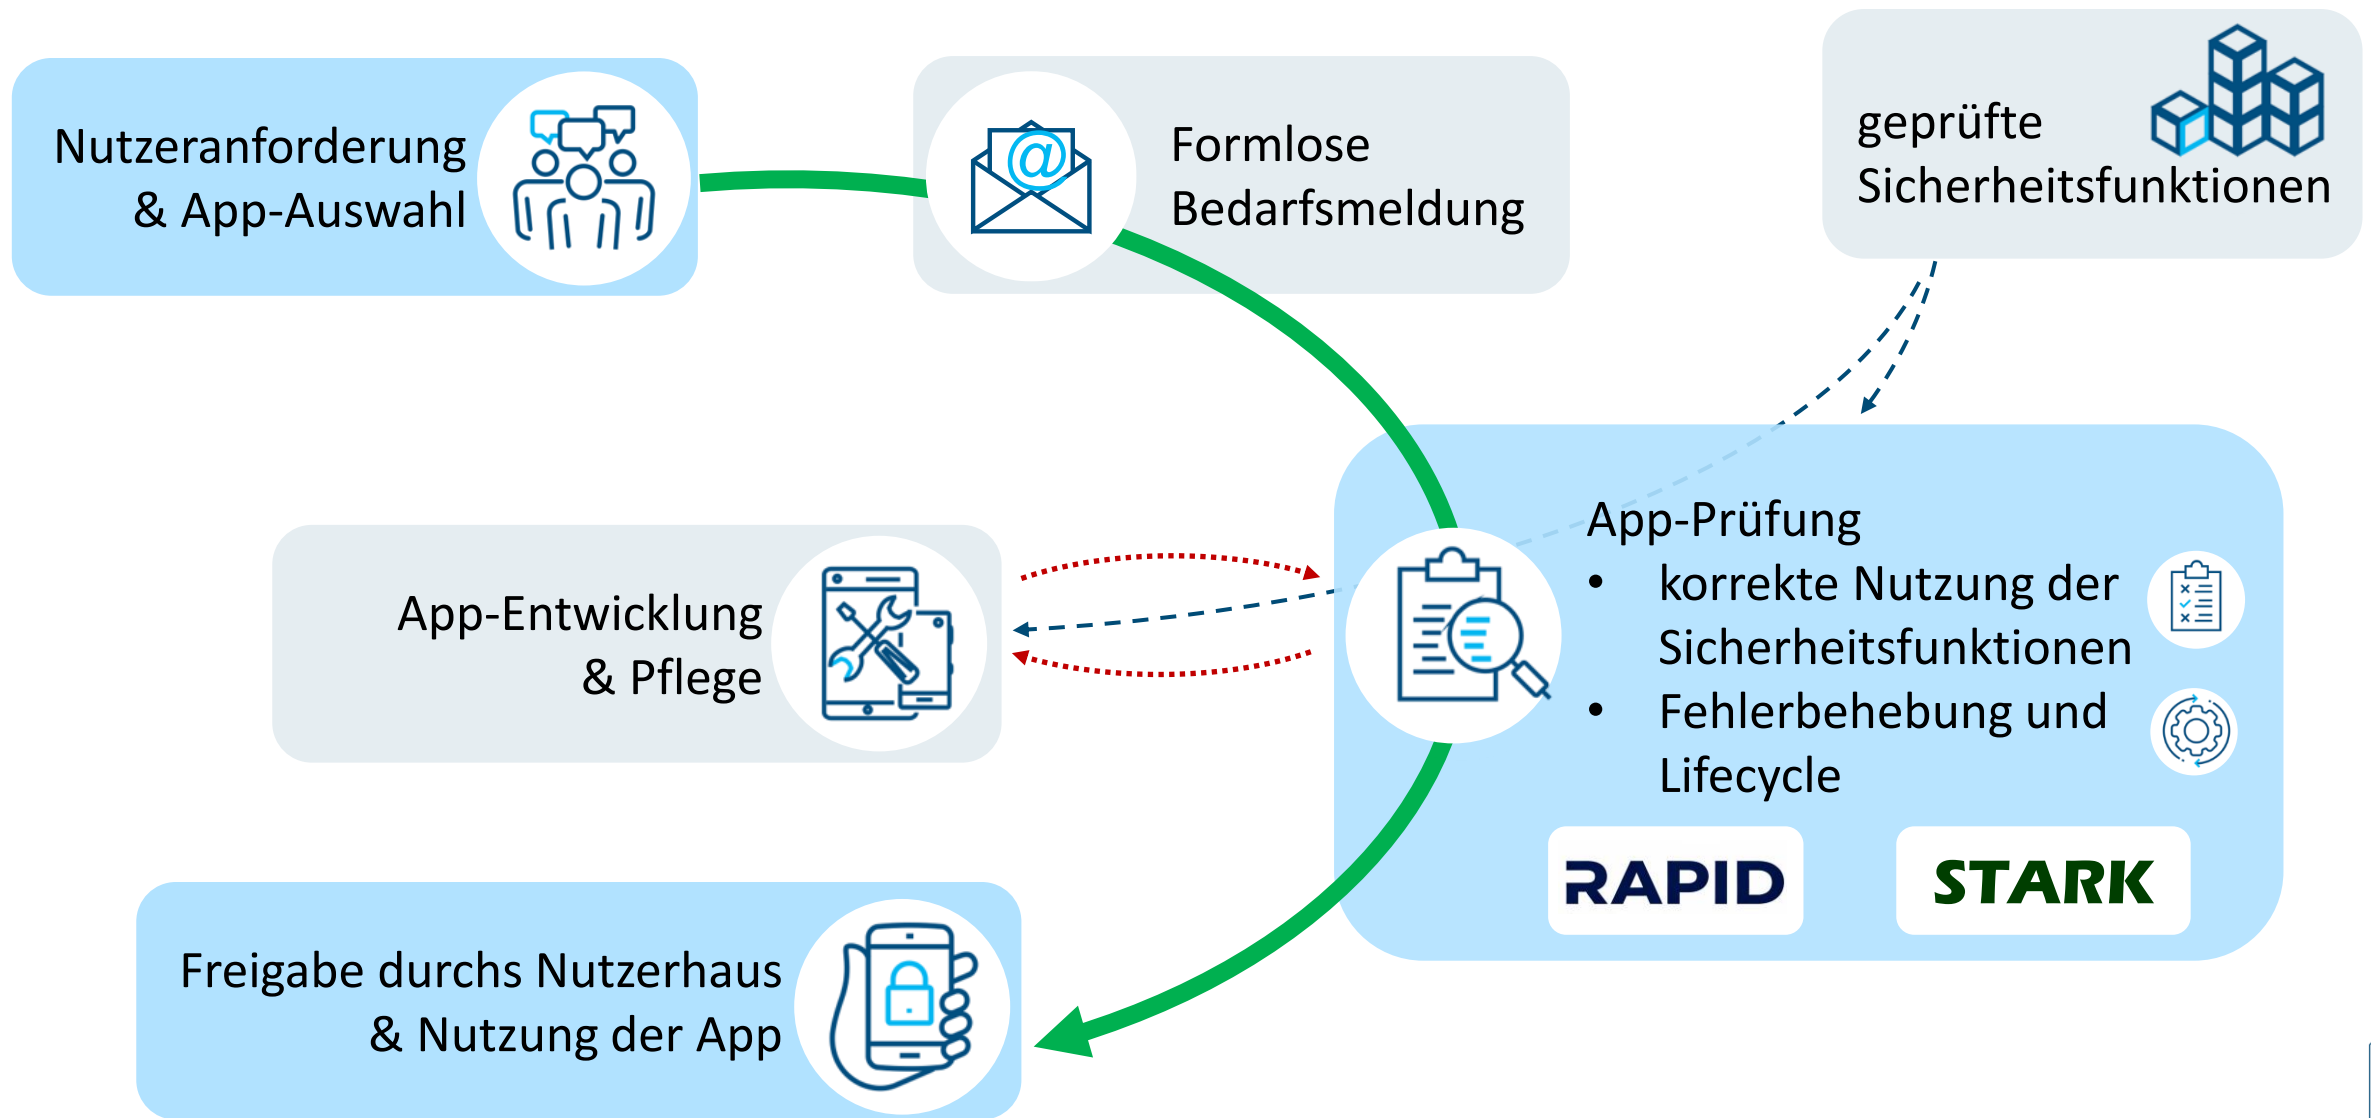 Nutzeranforderung
& App-Auswahl
@
Formlose
Bedarfsmeldung
geprüfte
Sicherheitsfunktionen
App-Prüfung
• korrekte Nutzung der
Sicherheitsfunktionen
• Fehlerbehebung und
Lifecycle
RAPID
STARK
App-Entwicklung
& Pflege
Freigabe durchs Nutzerhaus
& Nutzung der App